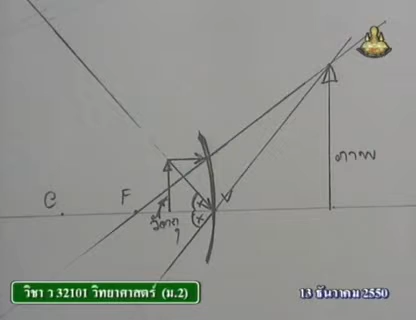 ภาพ
C
F
วัตถุ
x
x
วิชา ว 32101 วิทยาศาสตร์ (ม.2)
13 ธันวาคม 2550